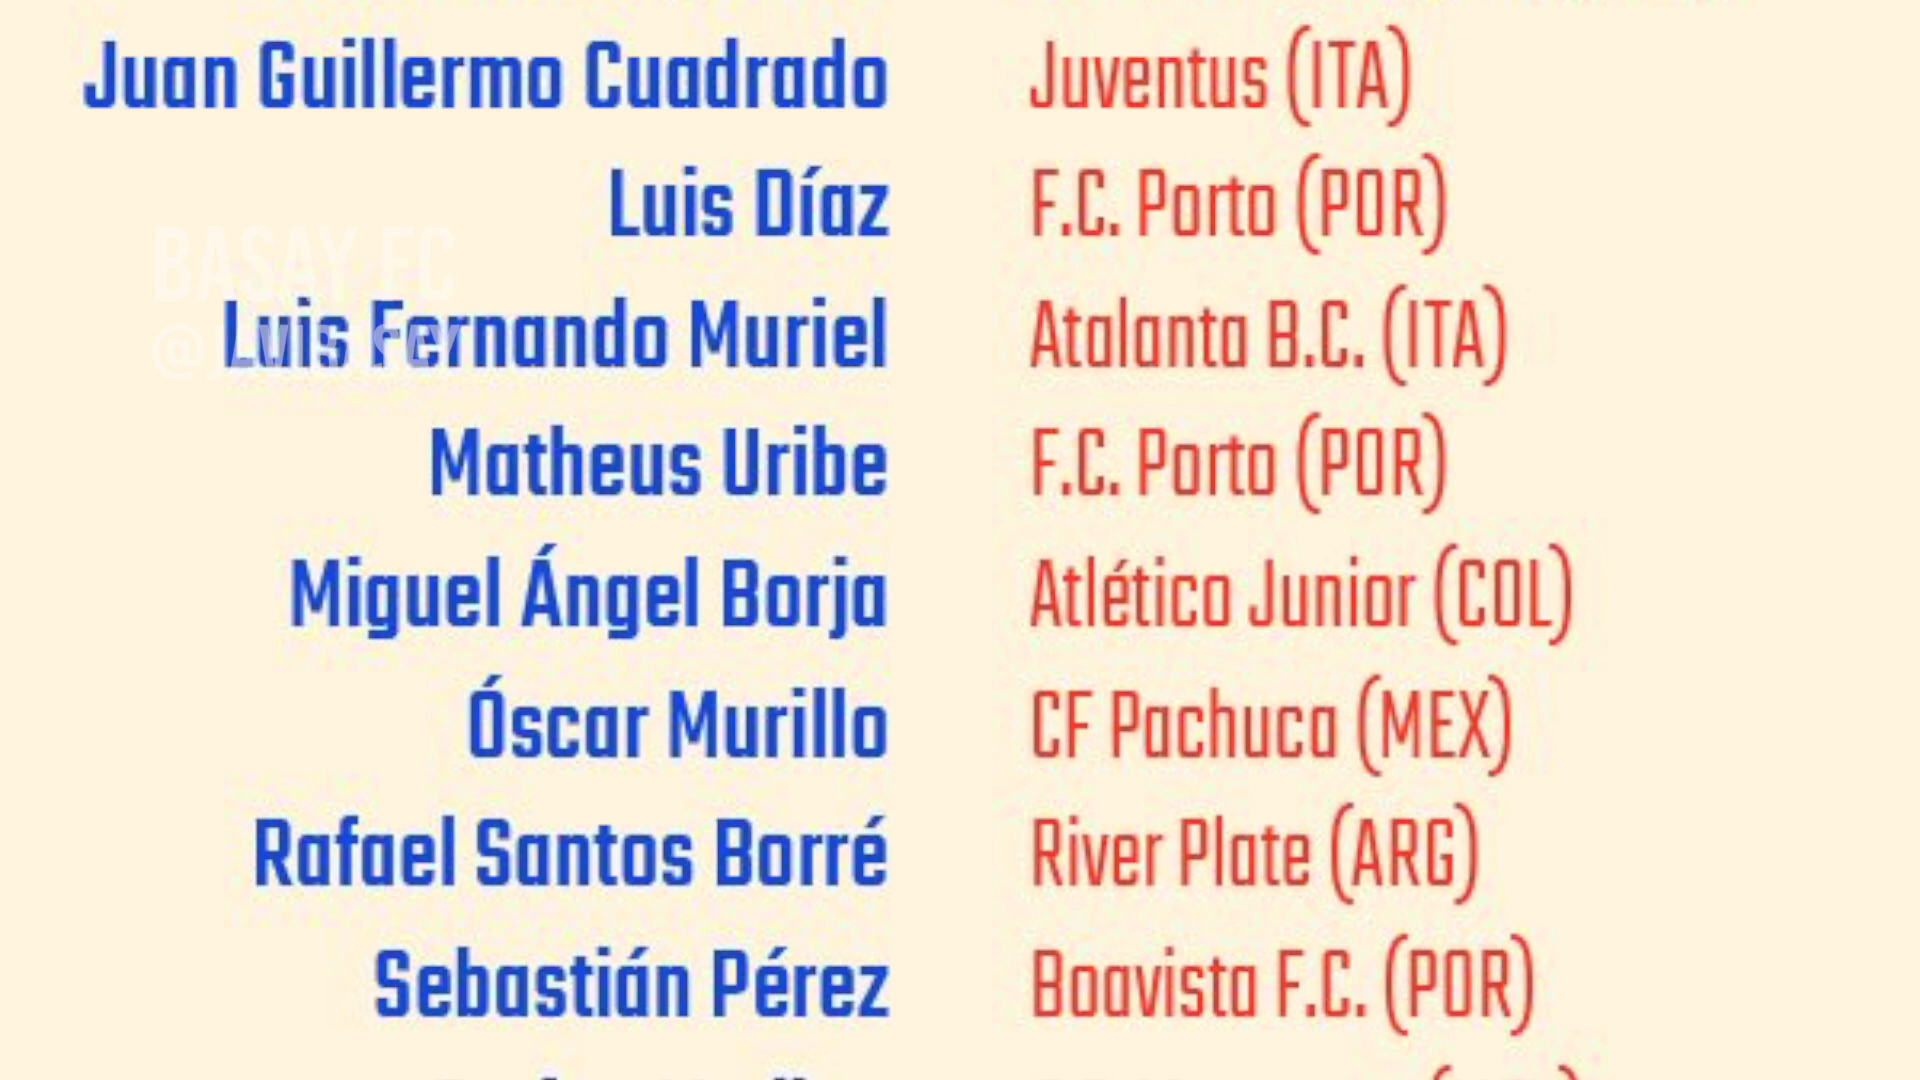 Juan Guillermo Cuadrado Juventus (ITA)
Luis Díaz F.C. Porto (POR)
BASAY FC
Luis Fernando Muriel Atalanta B.C. (ITA)
Matheus Uribe F.C. Porto (POR)
Miguel Ángel Borja Atlético Junior (COL)
Óscar Murillo CF Pachuca (MEX)
Rafael Santos Borré River Plate (ARG)
Sebastián Pérez Boavista F.C. (POR)